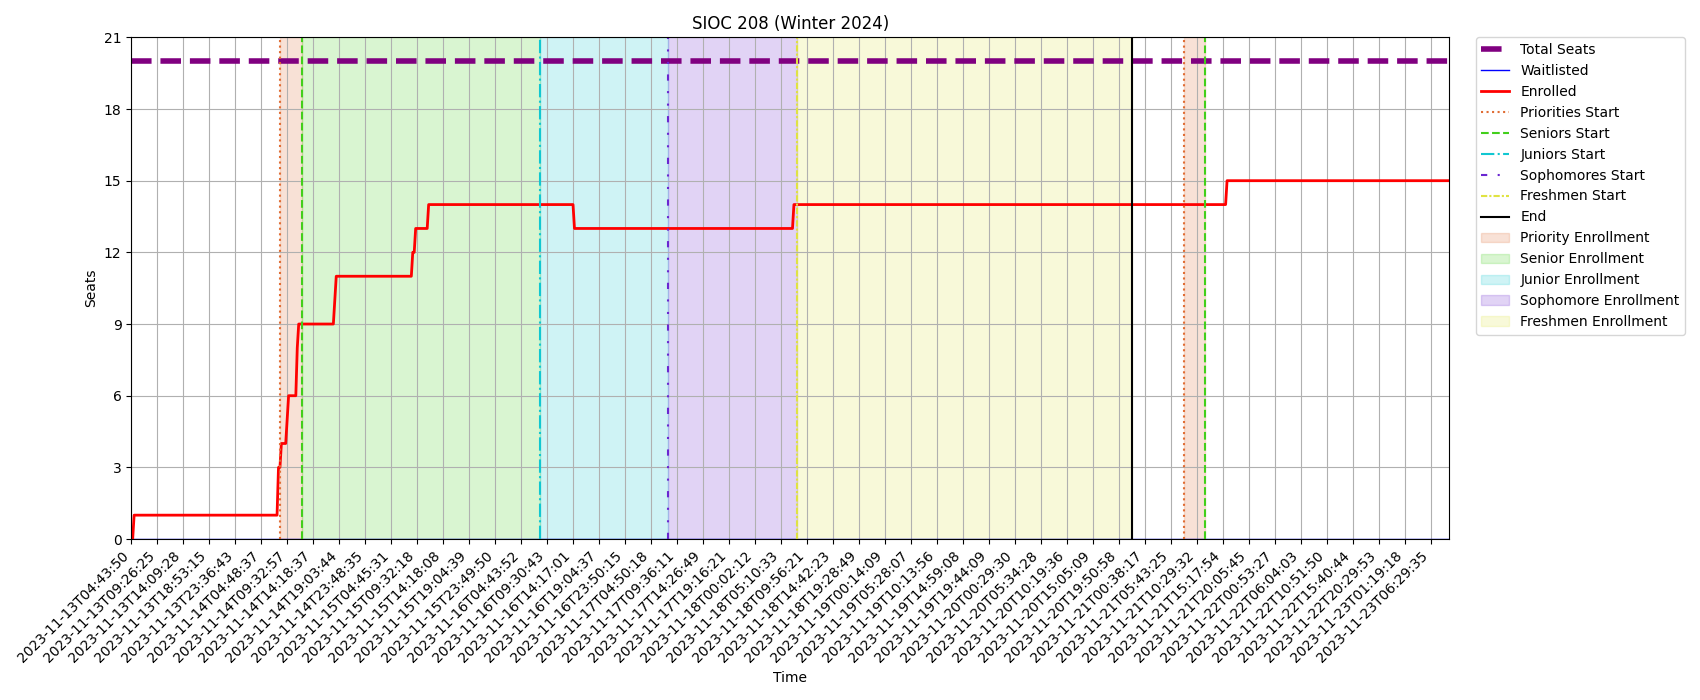 SIOC 208 (Winter 2024)
21
18
15
12
9
6
3
0
Seats
2023-11-13T04:43:50
2023-11-13T09:26:25
2023-11-13T14:09:28
2023-11-13T18:53:15
2023-11-13T23:36:43
2023-11-14T04:48:37
2023-11-14T09:32:57
2023-11-14T14:18:37
2023-11-14T19:03:44
2023-11-14T23:48:35
2023-11-15T04:45:31
2023-11-15T09:32:18
2023-11-15T14:18:08
2023-11-15T19:04:39
2023-11-15T23:49:50
2023-11-16T04:43:52
2023-11-16T09:30:43
2023-11-16T14:17:01
2023-11-16T19:04:37
2023-11-16T23:50:15
2023-11-17T04:50:18
2023-11-17T09:36:11
2023-11-17T14:26:49
2023-11-17T19:16:21
2023-11-18T00:02:12
2023-11-18T05:10:33
2023-11-18T09:56:21
2023-11-18T14:42:23
2023-11-18T19:28:49
2023-11-19T00:14:09
2023-11-19T05:28:07
2023-11-19T10:13:56
2023-11-19T14:59:08
2023-11-19T19:44:09
2023-11-20T00:29:30
2023-11-20T05:34:28
2023-11-20T10:19:36
2023-11-20T15:05:09
2023-11-20T19:50:58
2023-11-21T00:38:17
2023-11-21T05:43:25
2023-11-21T10:29:32
2023-11-21T15:17:54
2023-11-21T20:05:45
2023-11-22T00:53:27
2023-11-22T06:04:03
2023-11-22T10:51:50
2023-11-22T15:40:44
2023-11-22T20:29:53
2023-11-23T01:19:18
2023-11-23T06:29:35
Time
Total Seats
Waitlisted
Enrolled
Priorities Start
Seniors Start
Juniors Start
Sophomores Start
Freshmen Start
End
Priority Enrollment
Senior Enrollment
Junior Enrollment
Sophomore Enrollment
Freshmen Enrollment